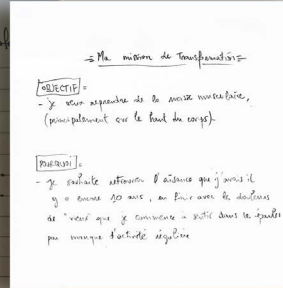 = Ma mission de Transformation =
OBJECTIF :
- je veux reprendre de la masse musculaire,
(principalement sur le haut du corps).
POURQUOI :
- je souhaite retrouver l'aisance que j'avais il
y a encore 10 ans, en finir avec les douleurs
de "vieux" que je commence à sentir dans les épaules
par manque d'activité régulière